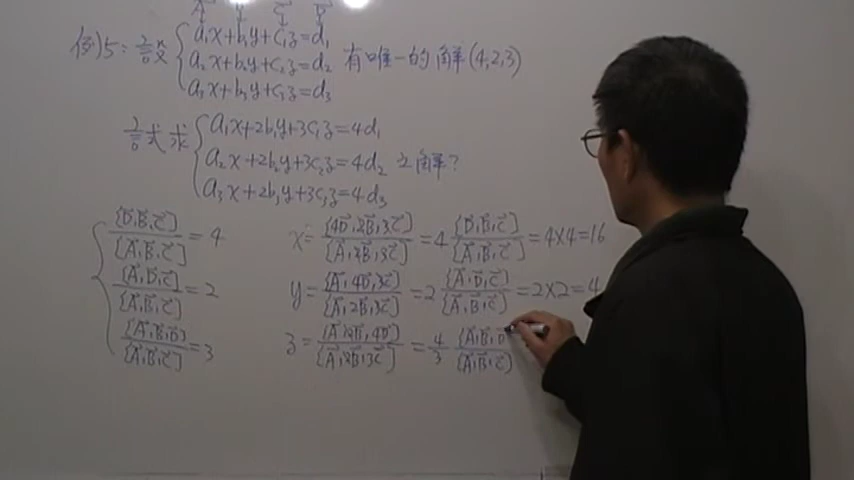 A⃗ B⃗ C⃗ D⃗
例5:設 { a₁x+b₁y+c₁z=d₁
a₂x+b₂y+c₂z=d₂ 有唯一的解(4,2,3)
a₃x+b₃y+c₃z=d₃
試求 { a₁x+2b₁y+3c₁z=4d₁
a₂x+2b₂y+3c₂z=4d₂ 之解?
a₃x+2b₃y+3c₃z=4d₃
{ [D⃗,B⃗,C⃗]/[A⃗,B⃗,C⃗]=4 x=[4D⃗,2B⃗,3C⃗]/[A⃗,2B⃗,3C⃗]=4 [D⃗,B⃗,C⃗]/[A⃗,B⃗,C⃗]=4×4=16
[A⃗,D⃗,C⃗]/[A⃗,B⃗,C⃗]=2 y=[A⃗,4D⃗,3C⃗]/[A⃗,2B⃗,3C⃗]=2 [A⃗,D⃗,C⃗]/[A⃗,B⃗,C⃗]=2×2=4
[A⃗,B⃗,D⃗]/[A⃗,B⃗,C⃗]=3 z=[A⃗,2B⃗,4D⃗]/[A⃗,2B⃗,3C⃗]=4/3 [A⃗,B⃗,D/[A⃗,B⃗,C⃗]